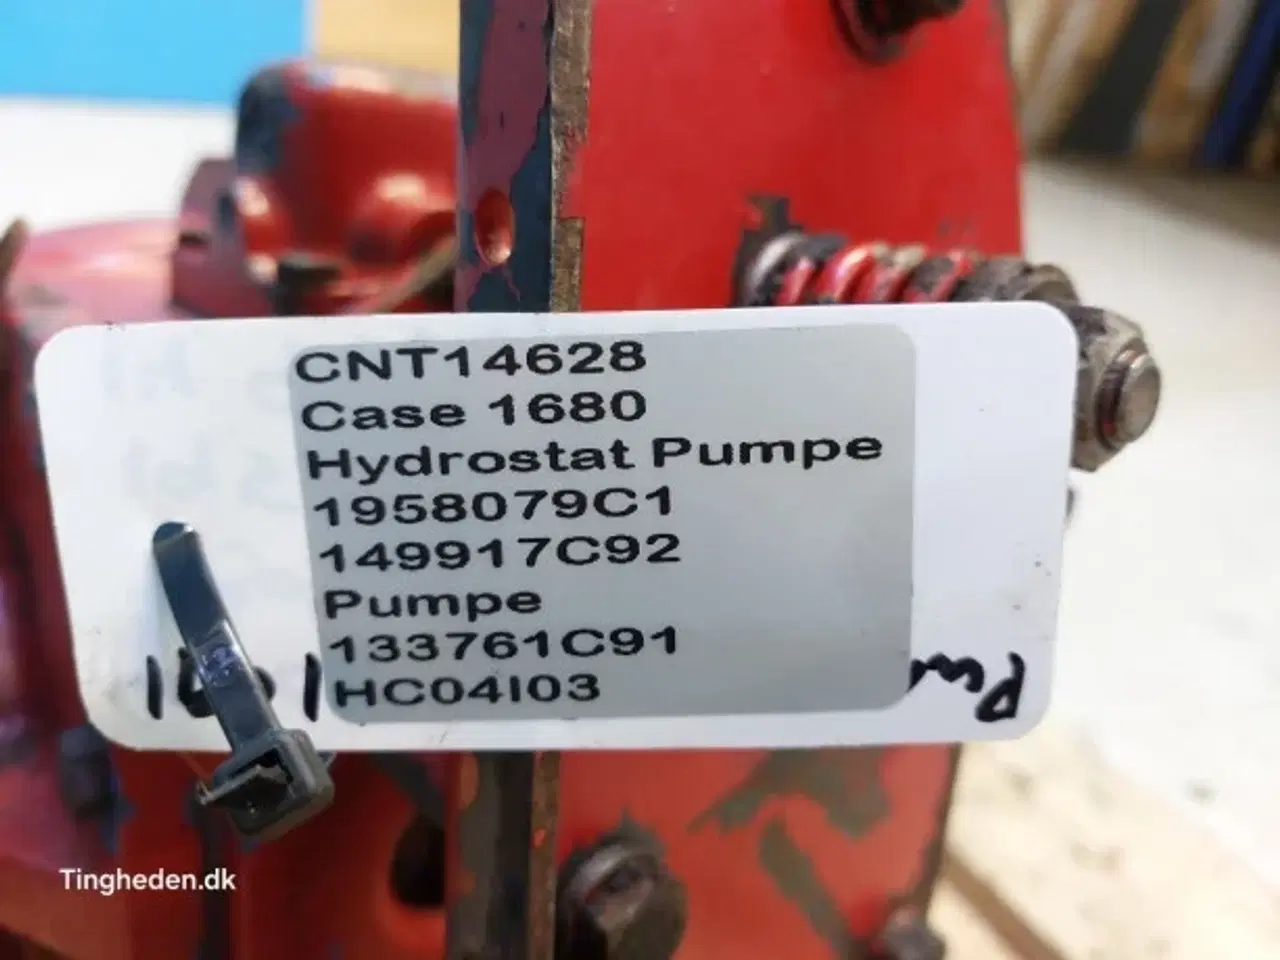 CNT14628
Case 1680
Hydrostat Pumpe
1958079C1
149917C92
Pumpe
133761C91
HC04I03
Tingheden.dk